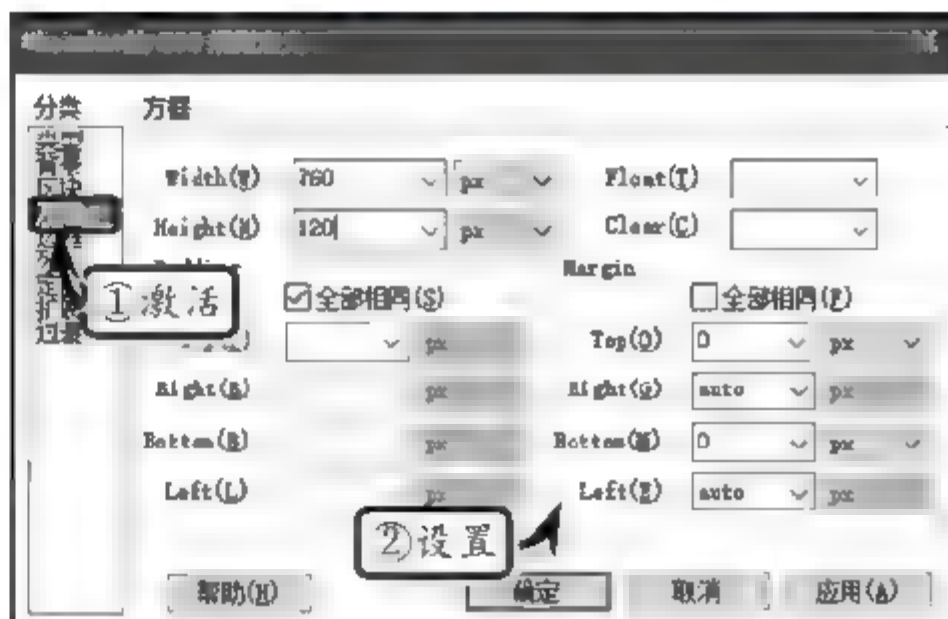 分类 方框
Width(W) 760 px Float(T)
Height(H) 120 px Clear(C)
Margin
①激活 全部相同(S) 全部相同(F)
px Top(O) 0 px
Right(R) px Right(G) auto px
Bottom(B) px Bottom(M) 0 px
Left(L) px Left(E) auto px
②设置
帮助(H) 确定 取消 应用(A)